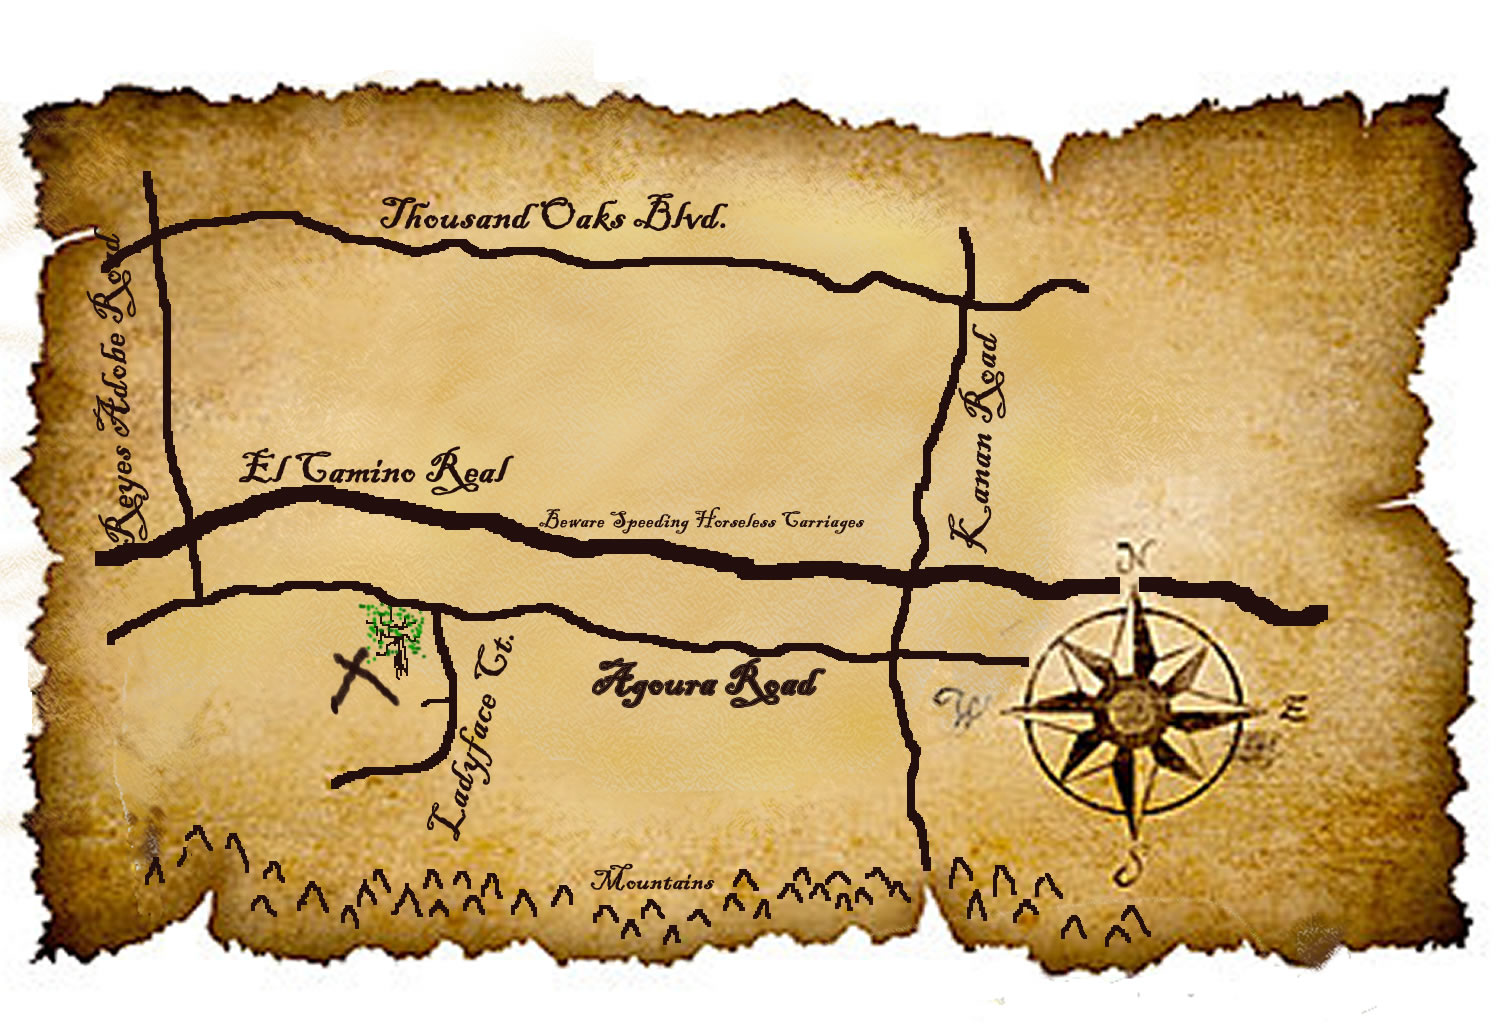 Thousand Oaks Blvd.
Reyes Adobe Road
Kanan Road
El Camino Real
Beware Speeding Horseless Carriages
N
W
E
S
Agoura Road
Ladyface Ct.
Mountains